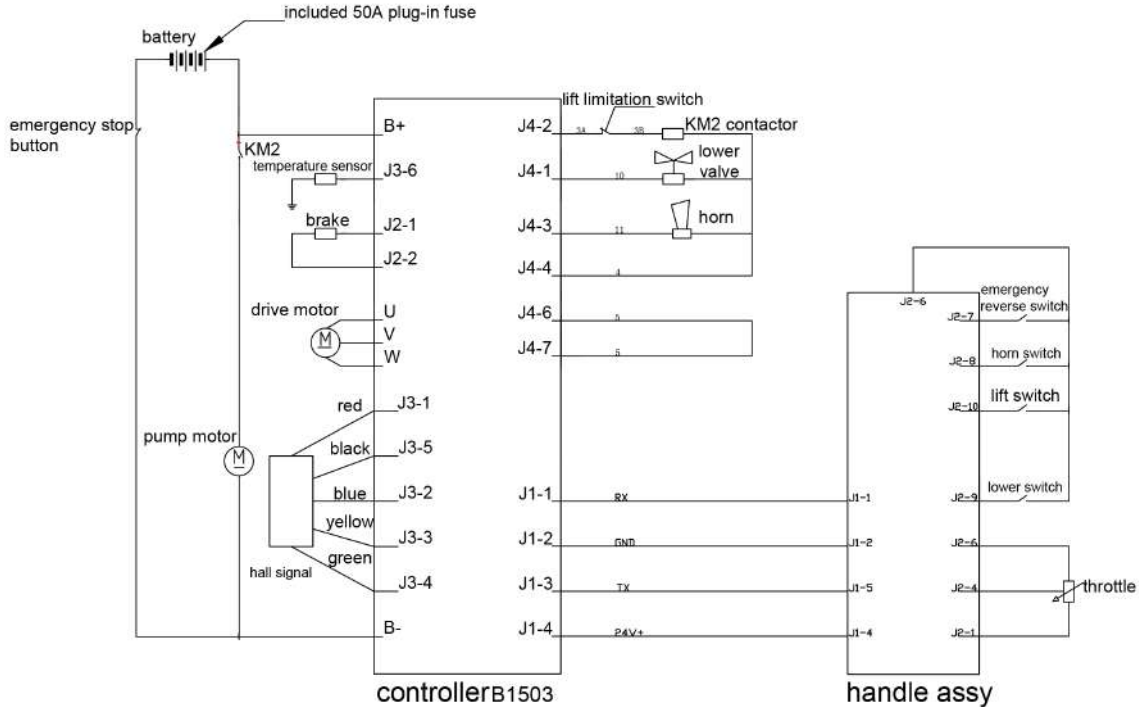 included 50A plug-in fuse
battery
emergency stop
button
KM2
temperature sensor
brake
drive motor
M
red
black
blue
yellow
green
hall signal
pump motor
M
B+
J3-6
J2-1
J2-2
U
V
W
J3-1
J3-5
J3-2
J3-3
J3-4
B-
J4-2
J4-1
J4-3
J4-4
J4-6
J4-7
J1-1
J1-2
J1-3
J1-4
controllerB1503
lift limitation switch
3A
3B
KM2 contactor
10
lower
valve
11
horn
4
5
5
RX
GND
TX
24V+
J1-1
J1-2
J1-5
J1-4
J2-6
J2-7
J2-8
J2-10
J2-9
J2-6
J2-4
J2-1
emergency
reverse switch
horn switch
lift switch
lower switch
throttle
handle assy